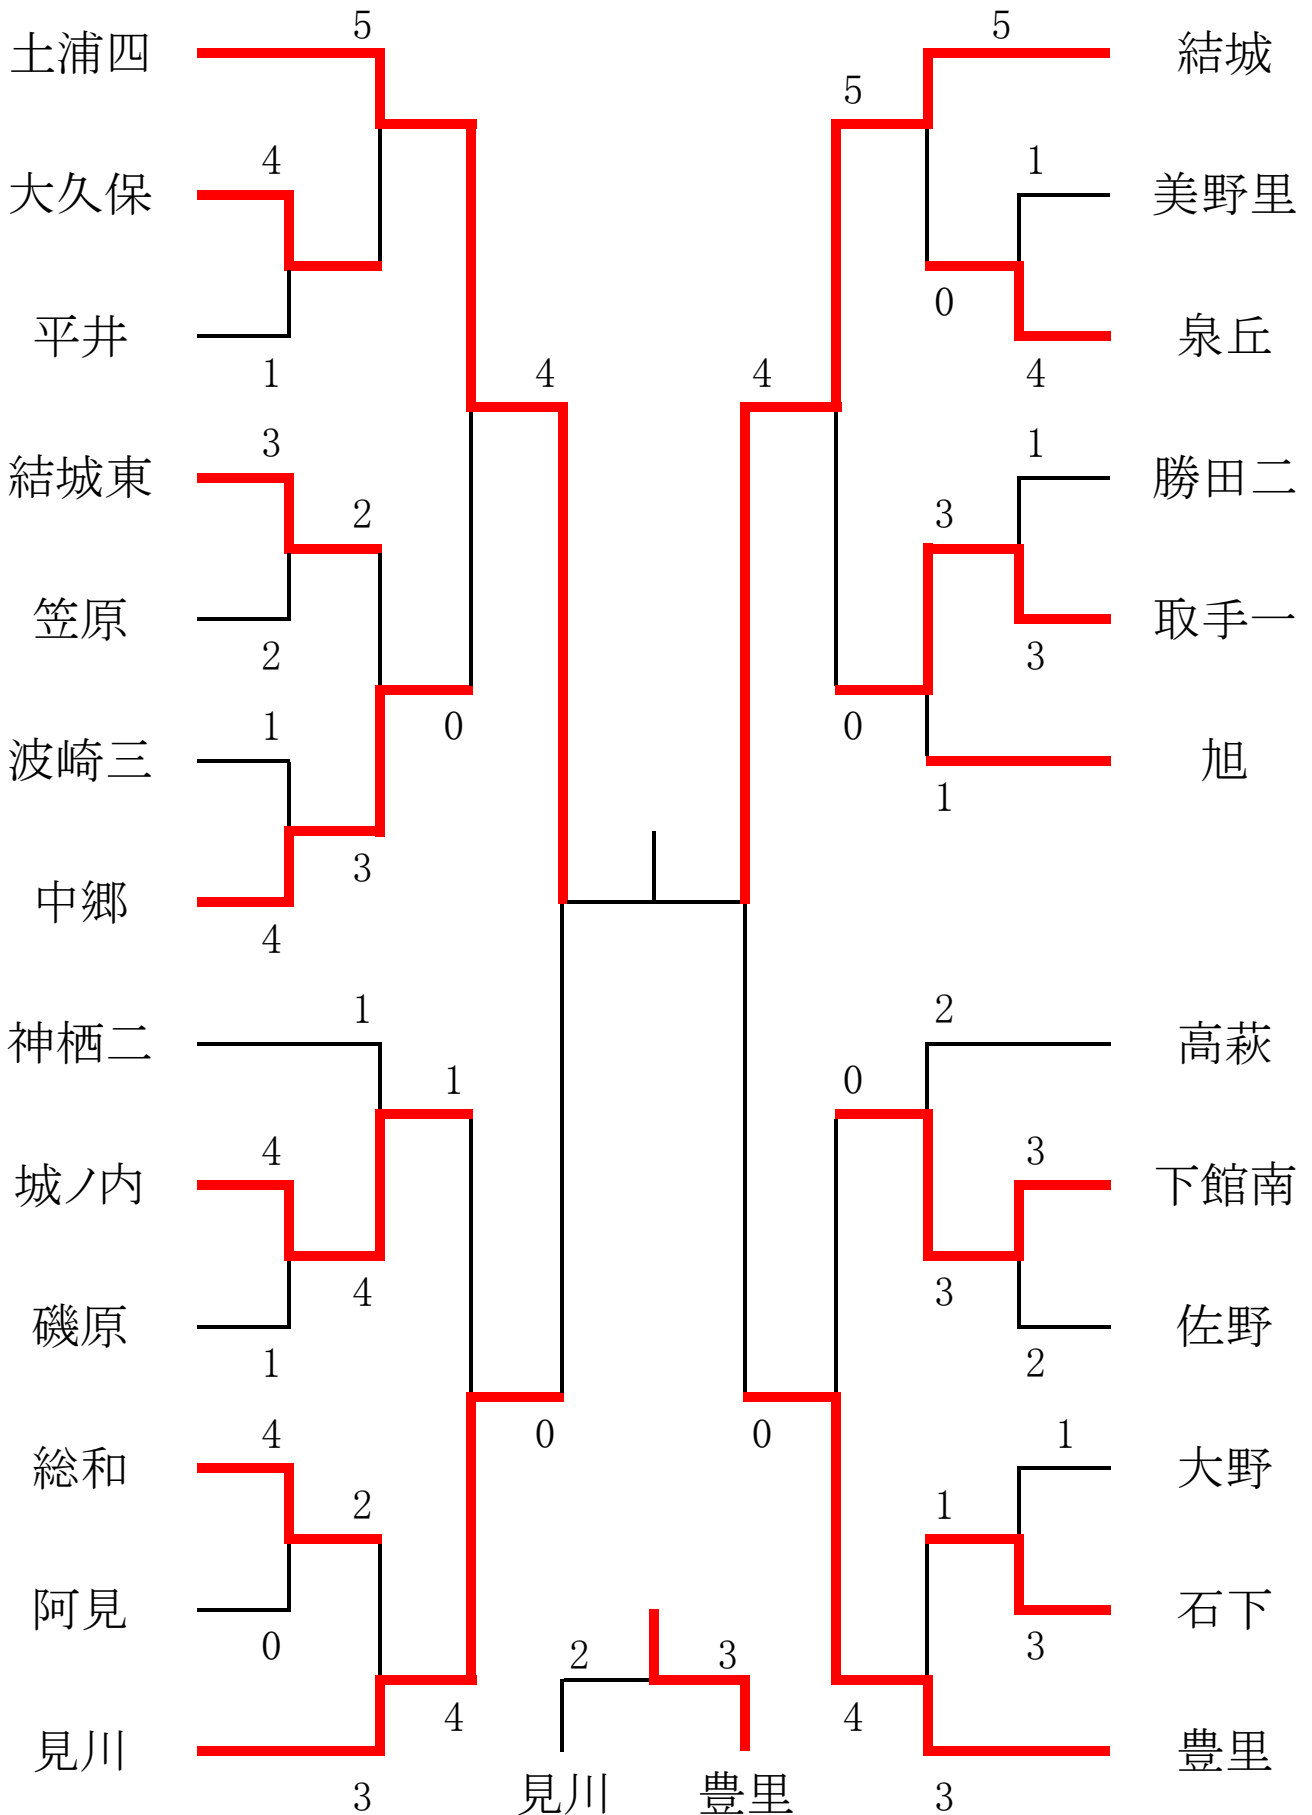 5 5
土浦四 結城
5
4 1
大久保 美野里
0
平井 泉丘
1 4 4 4
3 1
結城東 勝田二
2 3
笠原 取手一
2 3
1 0 0
波崎三 旭
1
3
中郷
4
1 2
神栖二 高萩
1 0
4 3
城ノ内 下館南
4 3
磯原 佐野
1 2
4 0 0 1
総和 大野
2 1
阿見 石下
0 2 3 3
4 4
見川 豊里
3 見川 豊里 3